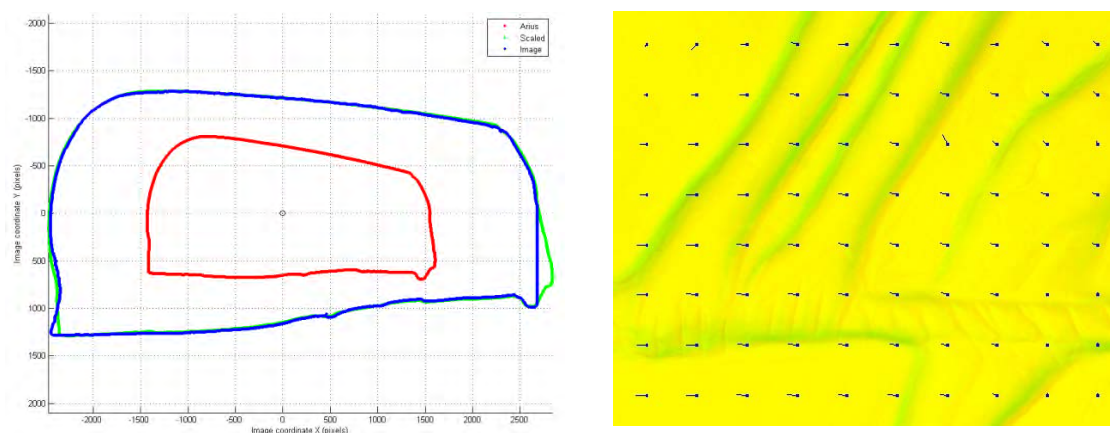 -2000
-1500
-1000
-500
0
500
1000
1500
2000
Image coordinate Y (pixels)
Arius
Scaled
Image
-2000 -1500 -1000 -500 0 500 1000 1500 2000 2500
Image coordinate X (pixels)